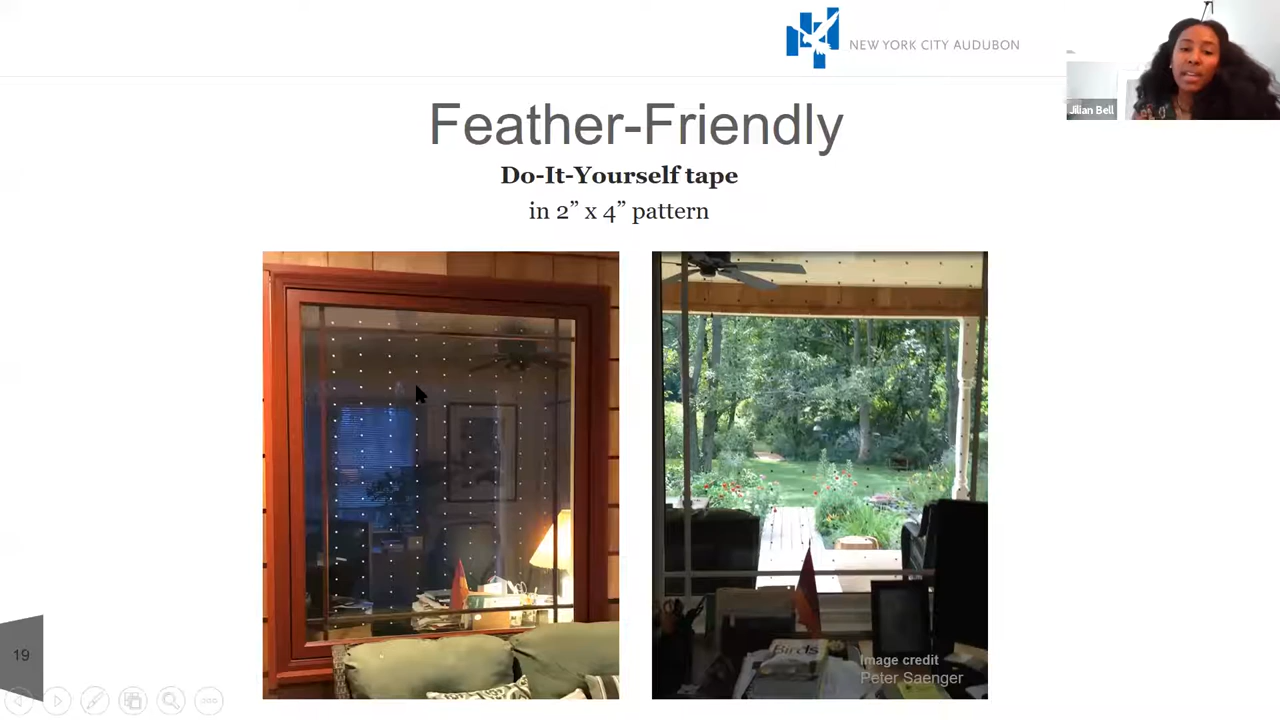 NEW YORK CITY AUDUBON
Jilian Bell
Feather-Friendly
Do-It-Yourself tape
in 2” x 4” pattern
Birds
Image credit
Peter Saenger
19